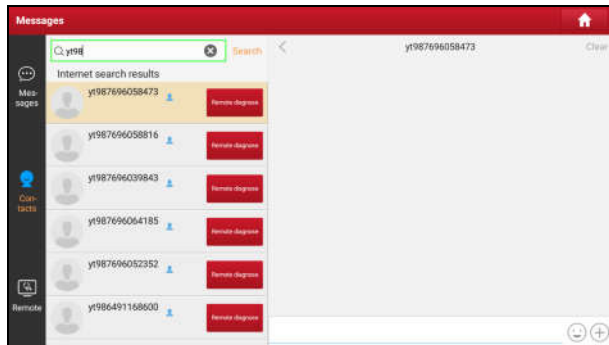 Messages
yt98
Search
Internet search results
yt987696058473
Clear
Mes-
sages
yt987696058473
Remote diagnose
yt987696058816
Remote diagnose
Con-
tacts
yt987696039843
Remote diagnose
yt987696064185
Remote diagnose
yt987696052352
Remote diagnose
Remote
yt986491168600
Remote diagnose